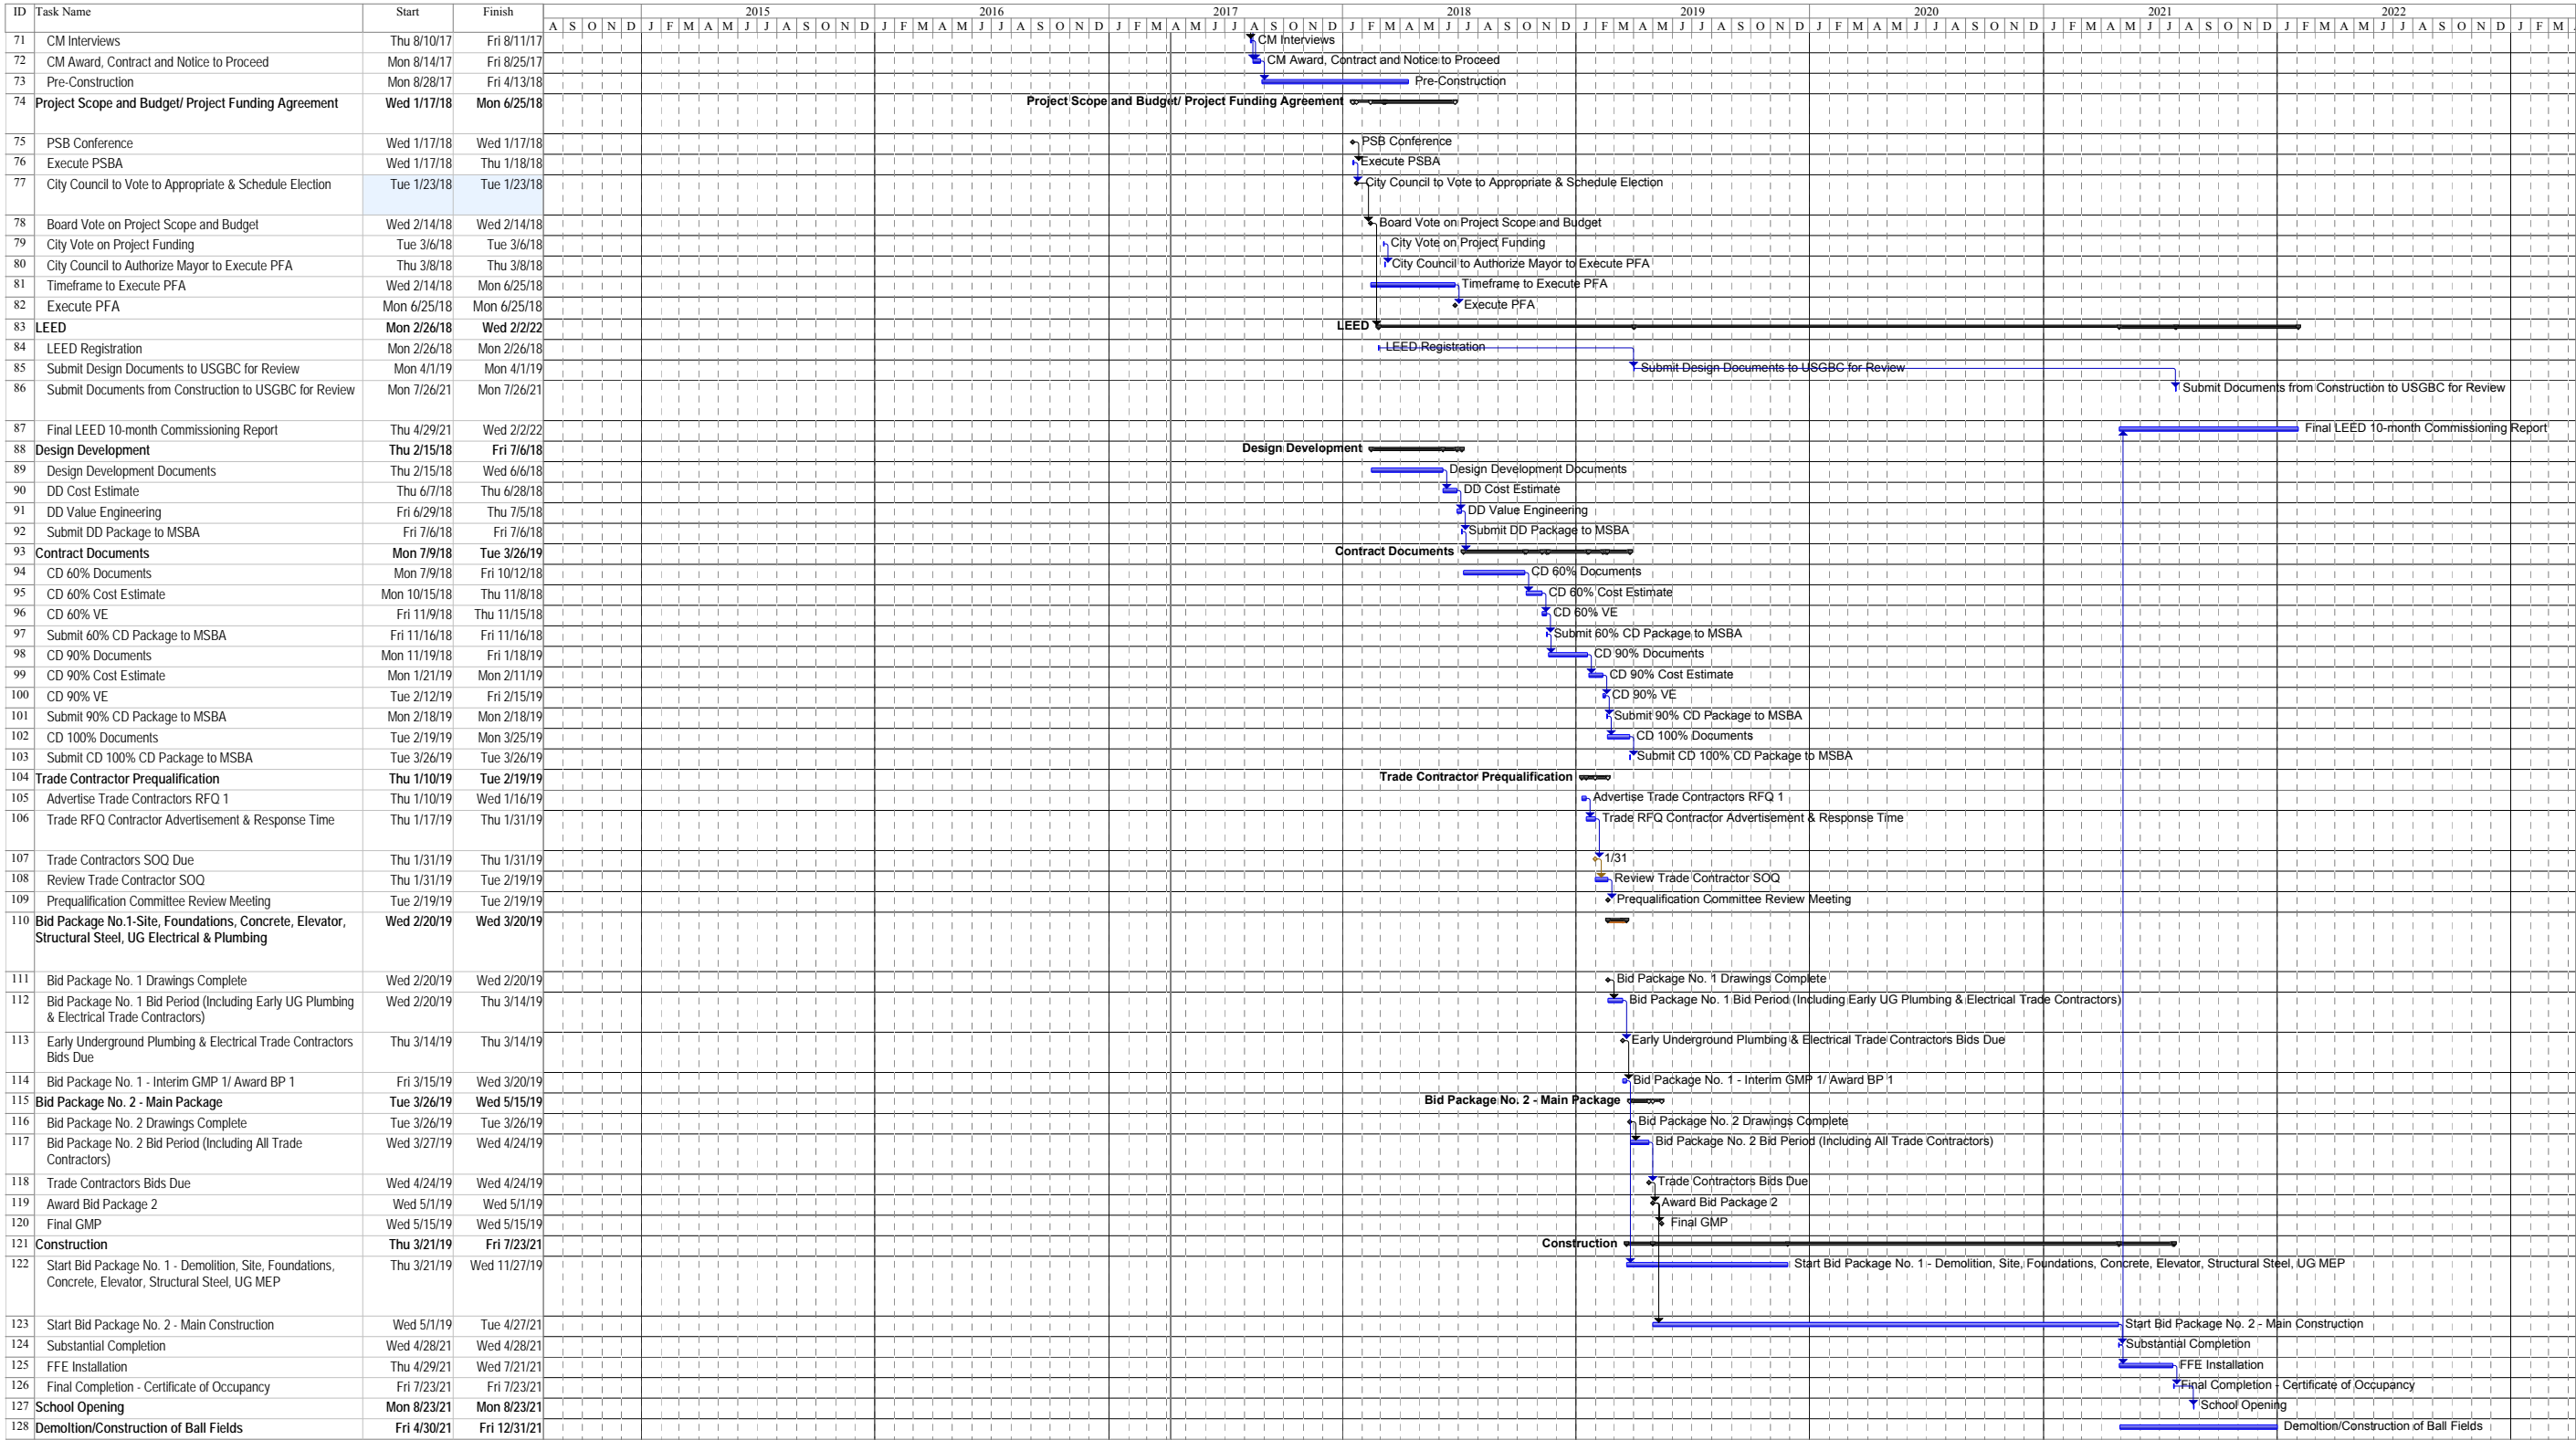 ID Task Name Start Finish 2015 2016 2017 2018 2019 2020 2021 2022
A S O N D J F M A M J J A S O N D J F M A M J J A S O N D J F M A M J J A S O N D J F M A M J J A S O N D J F M A M J J A S O N D J F M A M J J A S O N D J F M A M J J A S O N D J F M A M J J A S O N D J F M
71 CM Interviews Thu 8/10/17 Fri 8/11/17 CM Interviews
72 CM Award, Contract and Notice to Proceed Mon 8/14/17 Fri 8/25/17 CM Award, Contract and Notice to Proceed
73 Pre-Construction Mon 8/28/17 Fri 4/13/18 Pre-Construction
74 Project Scope and Budget/ Project Funding Agreement Wed 1/17/18 Mon 6/25/18 Project Scope and Budget/ Project Funding Agreement
75 PSB Conference Wed 1/17/18 Wed 1/17/18 PSB Conference
76 Execute PSBA Wed 1/17/18 Thu 1/18/18 Execute PSBA
77 City Council to Vote to Appropriate & Schedule Election Tue 1/23/18 Tue 1/23/18 City Council to Vote to Appropriate & Schedule Election
78 Board Vote on Project Scope and Budget Wed 2/14/18 Wed 2/14/18 Board Vote on Project Scope and Budget
79 City Vote on Project Funding Tue 3/6/18 Tue 3/6/18 City Vote on Project Funding
80 City Council to Authorize Mayor to Execute PFA Thu 3/8/18 Thu 3/8/18 City Council to Authorize Mayor to Execute PFA
81 Timeframe to Execute PFA Wed 2/14/18 Mon 6/25/18 Timeframe to Execute PFA
82 Execute PFA Mon 6/25/18 Mon 6/25/18 Execute PFA
83 LEED Mon 2/26/18 Wed 2/2/22 LEED
84 LEED Registration Mon 2/26/18 Mon 2/26/18 LEED Registration
85 Submit Design Documents to USGBC for Review Mon 4/1/19 Mon 4/1/19 Submit Design Documents to USGBC for Review
86 Submit Documents from Construction to USGBC for Review Mon 7/26/21 Mon 7/26/21 Submit Documents from Construction to USGBC for Review
87 Final LEED 10-month Commissioning Report Thu 4/29/21 Wed 2/2/22 Final LEED 10-month Commissioning Report
88 Design Development Thu 2/15/18 Fri 7/6/18 Design Development
89 Design Development Documents Thu 2/15/18 Wed 6/6/18 Design Development Documents
90 DD Cost Estimate Thu 6/7/18 Thu 6/28/18 DD Cost Estimate
91 DD Value Engineering Fri 6/29/18 Thu 7/5/18 DD Value Engineering
92 Submit DD Package to MSBA Fri 7/6/18 Fri 7/6/18 Submit DD Package to MSBA
93 Contract Documents Mon 7/9/18 Tue 3/26/19 Contract Documents
94 CD 60% Documents Mon 7/9/18 Fri 10/12/18 CD 60% Documents
95 CD 60% Cost Estimate Mon 10/15/18 Thu 11/8/18 CD 60% Cost Estimate
96 CD 60% VE Fri 11/9/18 Thu 11/15/18 CD 60% VE
97 Submit 60% CD Package to MSBA Fri 11/16/18 Fri 11/16/18 Submit 60% CD Package to MSBA
98 CD 90% Documents Mon 11/19/18 Fri 1/18/19 CD 90% Documents
99 CD 90% Cost Estimate Mon 1/21/19 Mon 2/11/19 CD 90% Cost Estimate
100 CD 90% VE Tue 2/12/19 Fri 2/15/19 CD 90% VE
101 Submit 90% CD Package to MSBA Mon 2/18/19 Mon 2/18/19 Submit 90% CD Package to MSBA
102 CD 100% Documents Tue 2/19/19 Mon 3/25/19 CD 100% Documents
103 Submit CD 100% CD Package to MSBA Tue 3/26/19 Tue 3/26/19 Submit CD 100% CD Package to MSBA
104 Trade Contractor Prequalification Thu 1/10/19 Tue 2/19/19 Trade Contractor Prequalification
105 Advertise Trade Contractors RFQ 1 Thu 1/10/19 Wed 1/16/19 Advertise Trade Contractors RFQ 1
106 Trade RFQ Contractor Advertisement & Response Time Thu 1/17/19 Thu 1/31/19 Trade RFQ Contractor Advertisement & Response Time
107 Trade Contractors SOQ Due Thu 1/31/19 Thu 1/31/19 1/31
108 Review Trade Contractor SOQ Thu 1/31/19 Tue 2/19/19 Review Trade Contractor SOQ
109 Prequalification Committee Review Meeting Tue 2/19/19 Tue 2/19/19 Prequalification Committee Review Meeting
110 Bid Package No.1-Site, Foundations, Concrete, Elevator, Wed 2/20/19 Wed 3/20/19
Structural Steel, UG Electrical & Plumbing
111 Bid Package No. 1 Drawings Complete Wed 2/20/19 Wed 2/20/19 Bid Package No. 1 Drawings Complete
112 Bid Package No. 1 Bid Period (Including Early UG Plumbing Wed 2/20/19 Thu 3/14/19 Bid Package No. 1 Bid Period (Including Early UG Plumbing & Electrical Trade Contractors)
& Electrical Trade Contractors)
113 Early Underground Plumbing & Electrical Trade Contractors Thu 3/14/19 Thu 3/14/19 Early Underground Plumbing & Electrical Trade Contractors Bids Due
Bids Due
114 Bid Package No. 1 - Interim GMP 1/ Award BP 1 Fri 3/15/19 Wed 3/20/19 Bid Package No. 1 - Interim GMP 1/ Award BP 1
115 Bid Package No. 2 - Main Package Tue 3/26/19 Wed 5/15/19 Bid Package No. 2 - Main Package
116 Bid Package No. 2 Drawings Complete Tue 3/26/19 Tue 3/26/19 Bid Package No. 2 Drawings Complete
117 Bid Package No. 2 Bid Period (Including All Trade Wed 3/27/19 Wed 4/24/19 Bid Package No. 2 Bid Period (Including All Trade Contractors)
Contractors)
118 Trade Contractors Bids Due Wed 4/24/19 Wed 4/24/19 Trade Contractors Bids Due
119 Award Bid Package 2 Wed 5/1/19 Wed 5/1/19 Award Bid Package 2
120 Final GMP Wed 5/15/19 Wed 5/15/19 Final GMP
121 Construction Thu 3/21/19 Fri 7/23/21 Construction
122 Start Bid Package No. 1 - Demolition, Site, Foundations, Thu 3/21/19 Wed 11/27/19 Start Bid Package No. 1 - Demolition, Site, Foundations, Concrete, Elevator, Structural Steel, UG MEP
Concrete, Elevator, Structural Steel, UG MEP
123 Start Bid Package No. 2 - Main Construction Wed 5/1/19 Tue 4/27/21 Start Bid Package No. 2 - Main Construction
124 Substantial Completion Wed 4/28/21 Wed 4/28/21 Substantial Completion
125 FFE Installation Thu 4/29/21 Wed 7/21/21 FFE Installation
126 Final Completion - Certificate of Occupancy Fri 7/23/21 Fri 7/23/21 Final Completion - Certificate of Occupancy
127 School Opening Mon 8/23/21 Mon 8/23/21 School Opening
128 Demoltion/Construction of Ball Fields Fri 4/30/21 Fri 12/31/21 Demoltion/Construction of Ball Fields